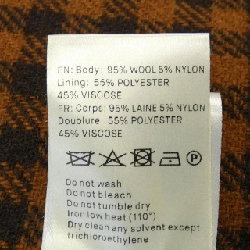 EN: Body: 95% WOOL 5% NYLON
Lining: 55% POLYESTER
45% VISCOSE
FR: Corps: 95% LAINE 5% NYLON
Doublure: 55% POLYESTER
45% VISCOSE
Do not wash
Do not bleach
Do not tumble dry
Iron low heat (110°)
Dry clean any solvent except
trichloroethylene